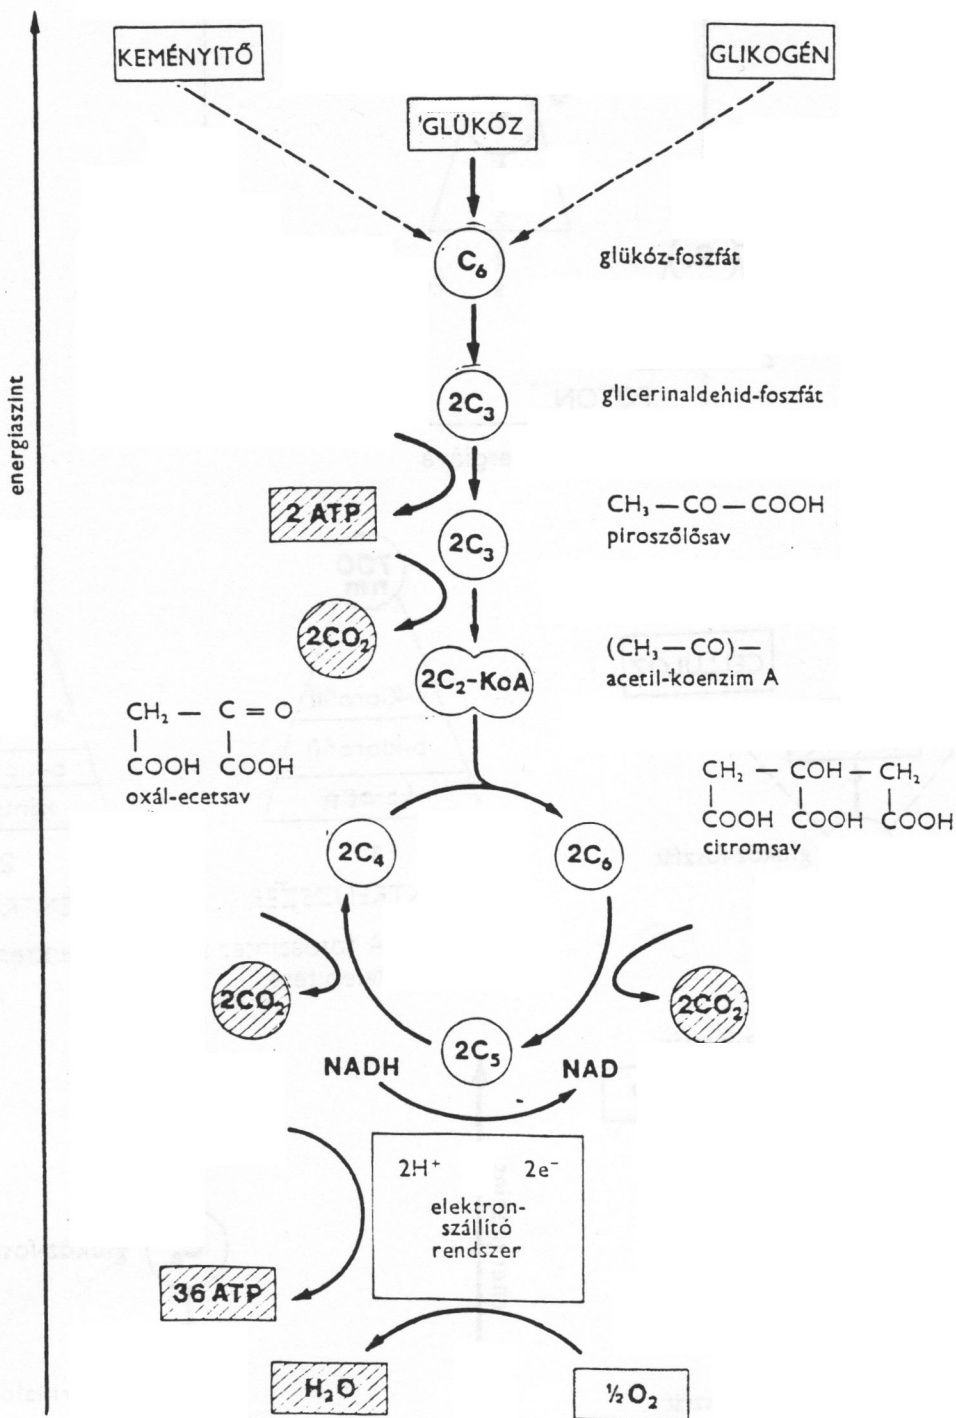 KEMÉNYÍTŐ
GLIKOGÉN
GLÜKÓZ
C₆
glükóz-foszfát
energiaszint
2C₃
glicerinaldehid-foszfát
2 ATP
2C₃
CH₃—CO—COOH
piroszőlősav
2CO₂
2C₂-KoA
(CH₃—CO)—
acetil-koenzim A
CH₂ — C = O
COOH COOH
oxál-ecetsav
CH₂ — COH — CH₂
COOH COOH COOH
citromsav
2C₄
2C₆
2CO₂
2CO₂
2C₅
NADH
NAD
2H⁺ 2e⁻
elektron-
szállító
rendszer
36 ATP
H₂O
½O₂